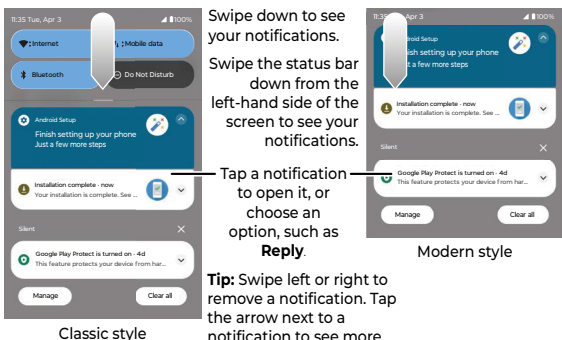 11:35 Tue, Apr 3
100%
Internet
Mobile data
Bluetooth
Do Not Disturb
Android Setup
Finish setting up your phone
Just a few more steps
Installation complete · now
Your installation is complete. See ...
Silent
Google Play Protect is turned on · 4d
This feature protects your device from har...
Manage
Clear all
Classic style
Swipe down to see
your notifications.
Swipe the status bar
down from the
left-hand side of the
screen to see your
notifications.
Tap a notification
to open it, or
choose an
option, such as
Reply.
Tip: Swipe left or right to
remove a notification. Tap
the arrow next to a
notification to see more
11:35
Apr 3
100%
droid Setup
ish setting up your phone
t a few more steps
Installation complete · now
Your installation is complete. See ...
Silent
Google Play Protect is turned on · 4d
This feature protects your device from har...
Manage
Clear all
Modern style